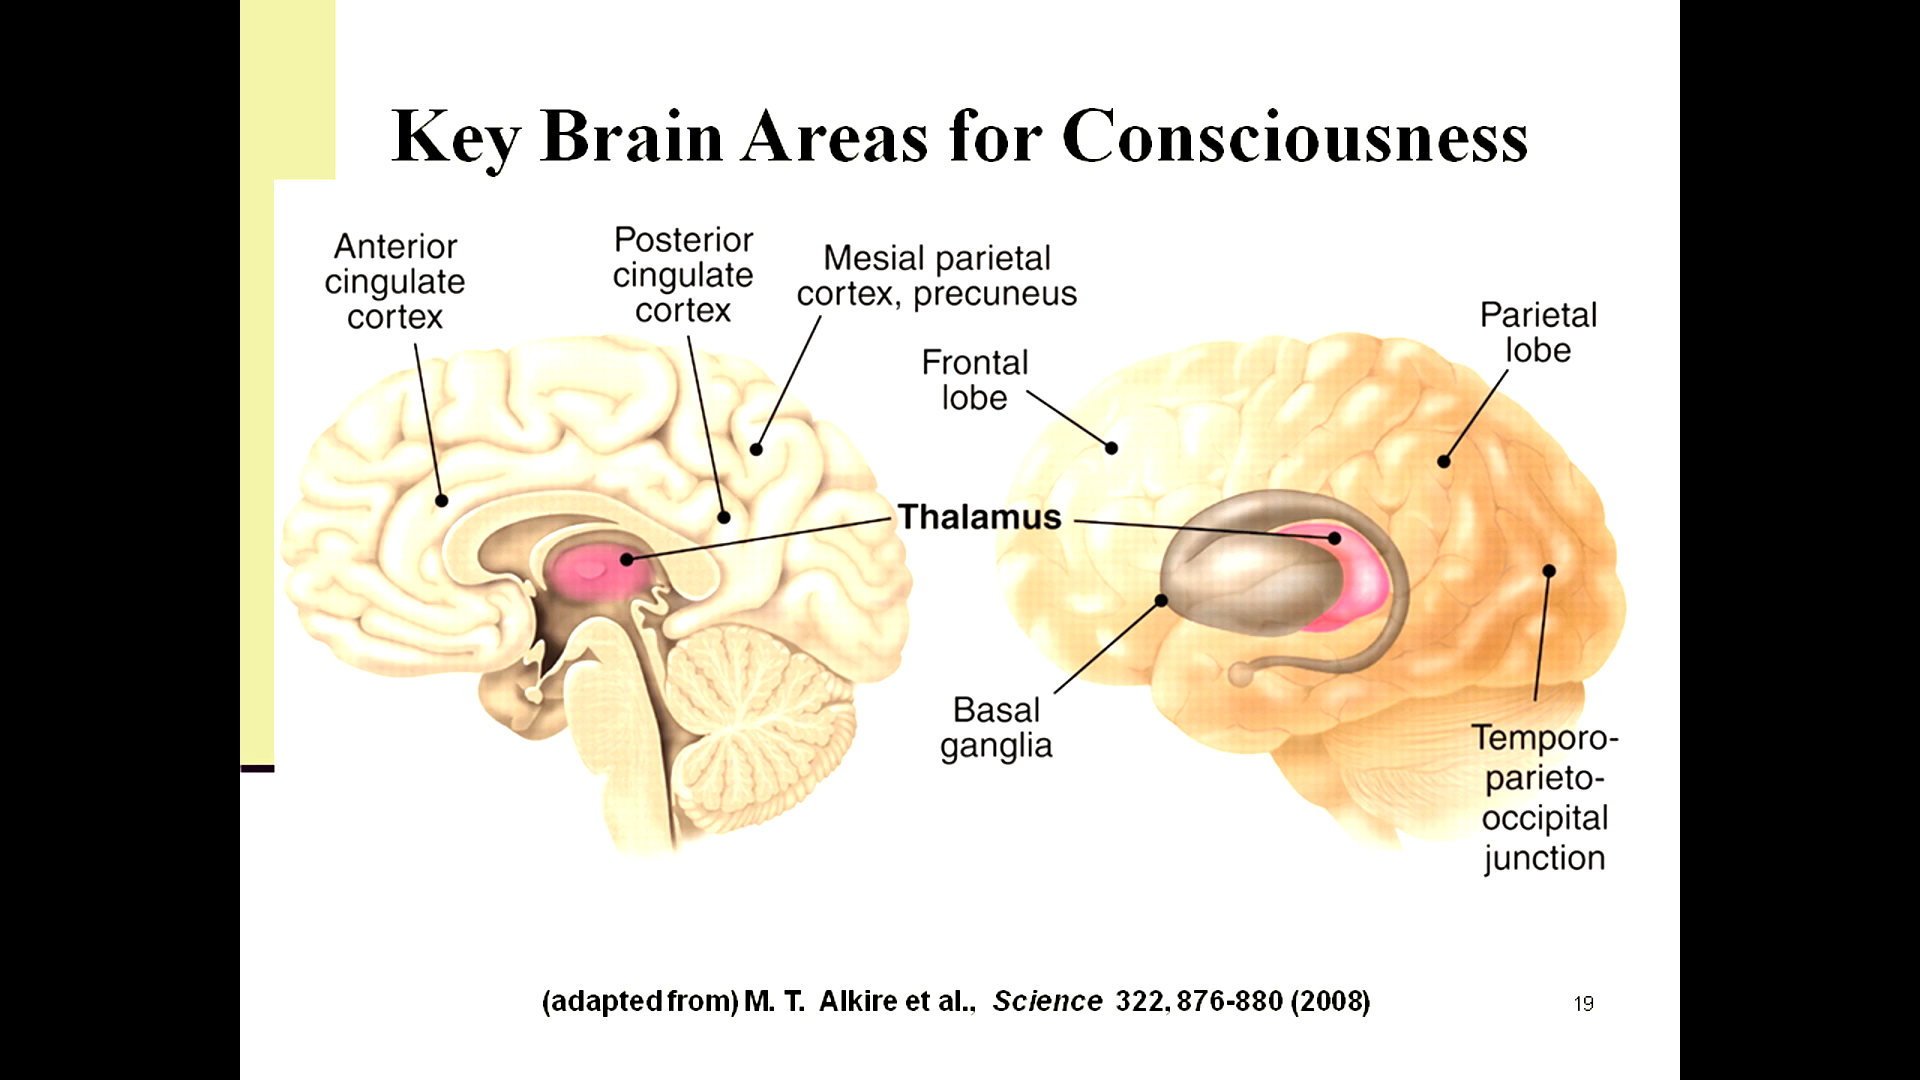 Key Brain Areas for Consciousness
Anterior
cingulate
cortex
Posterior
cingulate
cortex
Mesial parietal
cortex, precuneus
Frontal
lobe
Parietal
lobe
Thalamus
Basal
ganglia
Temporo-
parieto-
occipital
junction
(adapted from) M. T. Alkire et al., Science 322, 876-880 (2008)
19